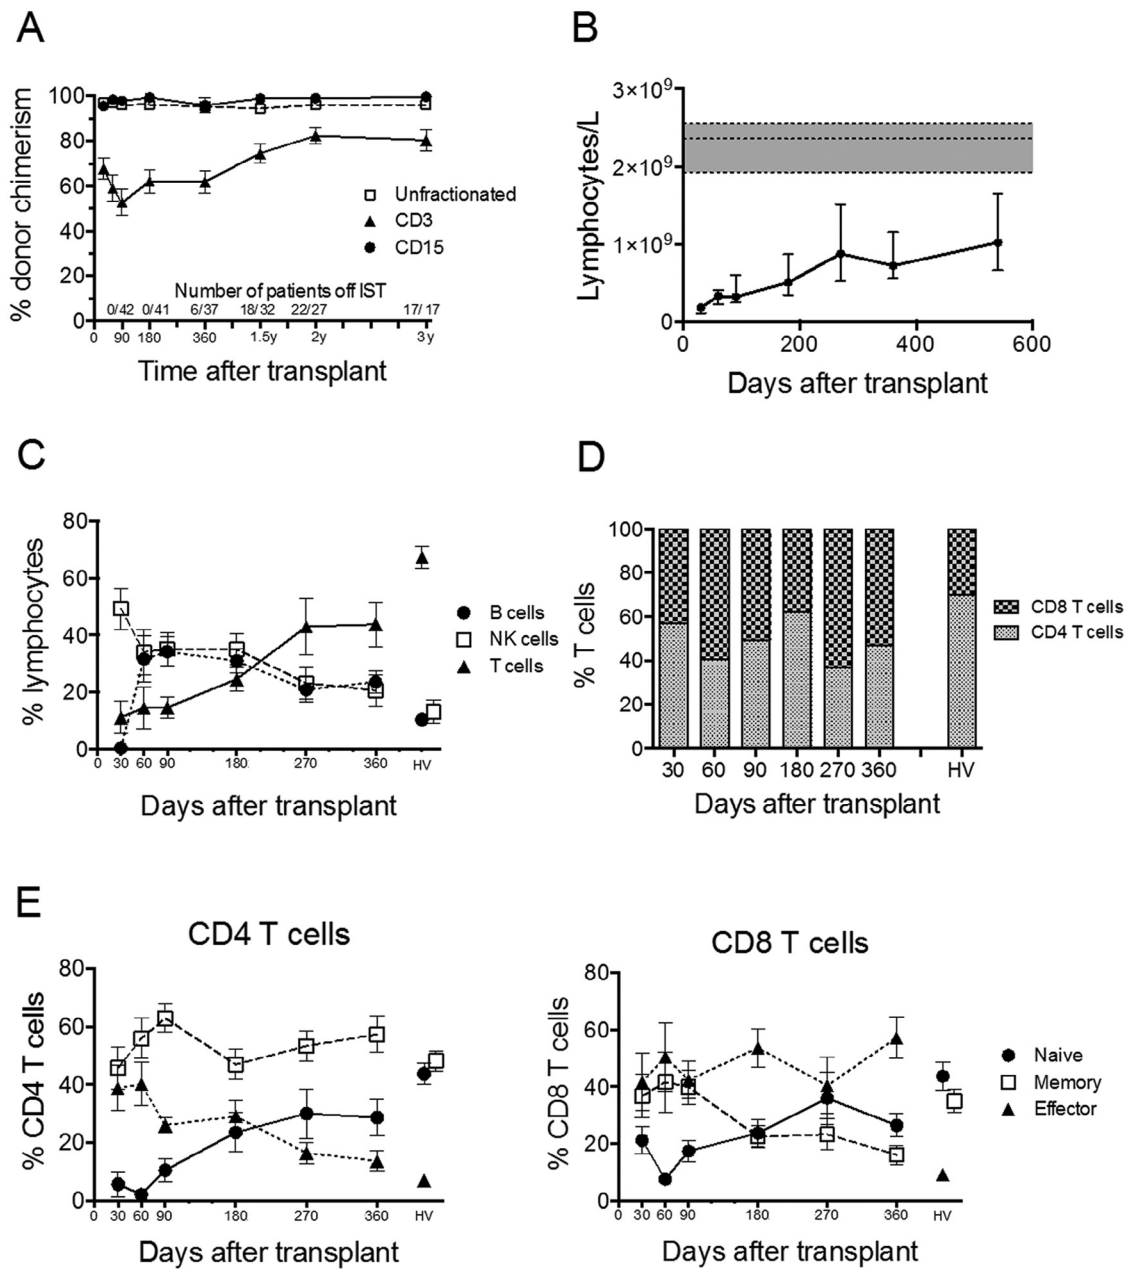 A
% donor chimerism
100
80
60
40
20
0
Unfractionated
CD3
CD15
Number of patients off IST
0/42 0/41 6/37 18/32 22/27 17/17
0 90 180 360 1.5y 2y 3y
Time after transplant
B
Lymphocytes/L
3×10⁹
2×10⁹
1×10⁹
0
0 200 400 600
Days after transplant
C
% lymphocytes
80
60
40
20
0
B cells
NK cells
T cells
0 30 60 90 180 270 360 HV
Days after transplant
D
% T cells
100
80
60
40
20
0
CD8 T cells
CD4 T cells
30 60 90 180 270 360 HV
Days after transplant
E
CD4 T cells
% CD4 T cells
80
60
40
20
0
0 30 60 90 180 270 360 HV
Days after transplant
CD8 T cells
% CD8 T cells
80
60
40
20
0
Naive
Memory
Effector
0 30 60 90 180 270 360 HV
Days after transplant